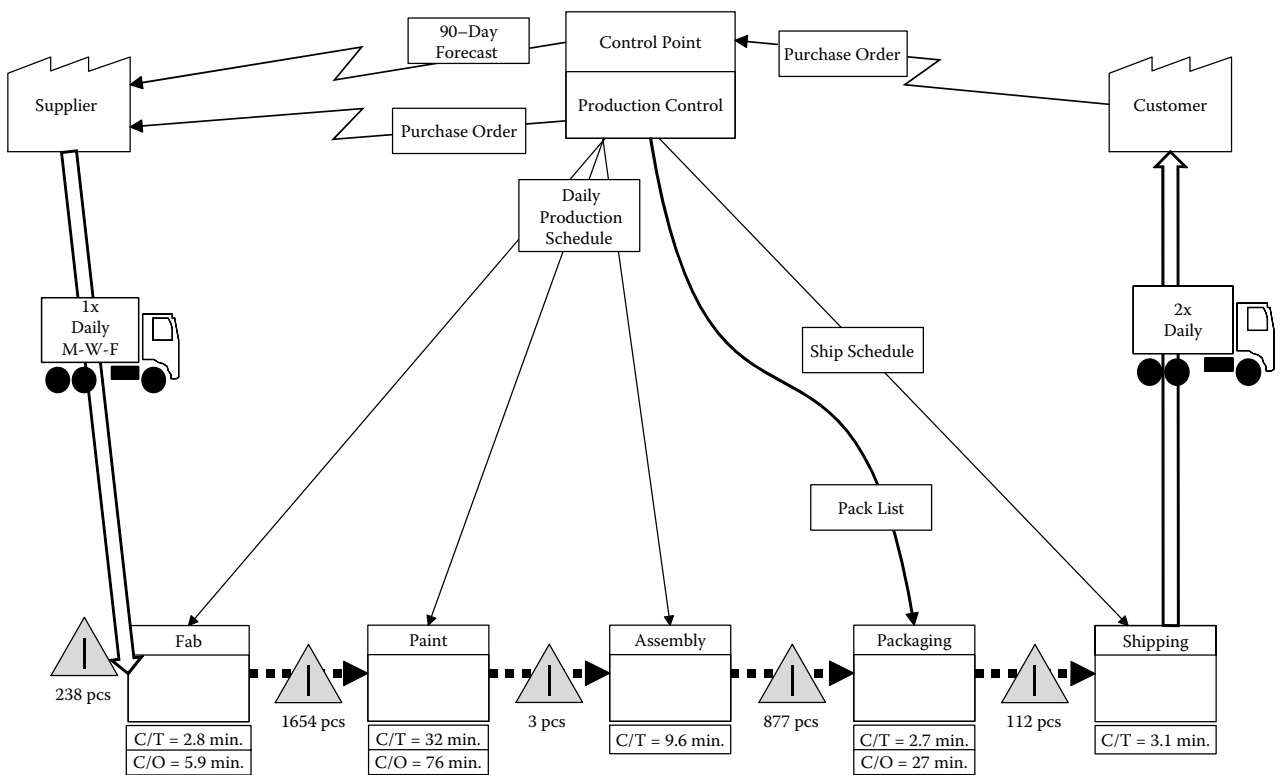 90–Day
Forecast
Control Point
Purchase Order
Supplier
Production Control
Customer
Purchase Order
Daily
Production
Schedule
1x
Daily
M-W-F
2x
Daily
Ship Schedule
Pack List
Fab
Paint
Assembly
Packaging
Shipping
238 pcs
1654 pcs
3 pcs
877 pcs
112 pcs
C/T = 2.8 min.
C/O = 5.9 min.
C/T = 32 min.
C/O = 76 min.
C/T = 9.6 min.
C/T = 2.7 min.
C/O = 27 min.
C/T = 3.1 min.